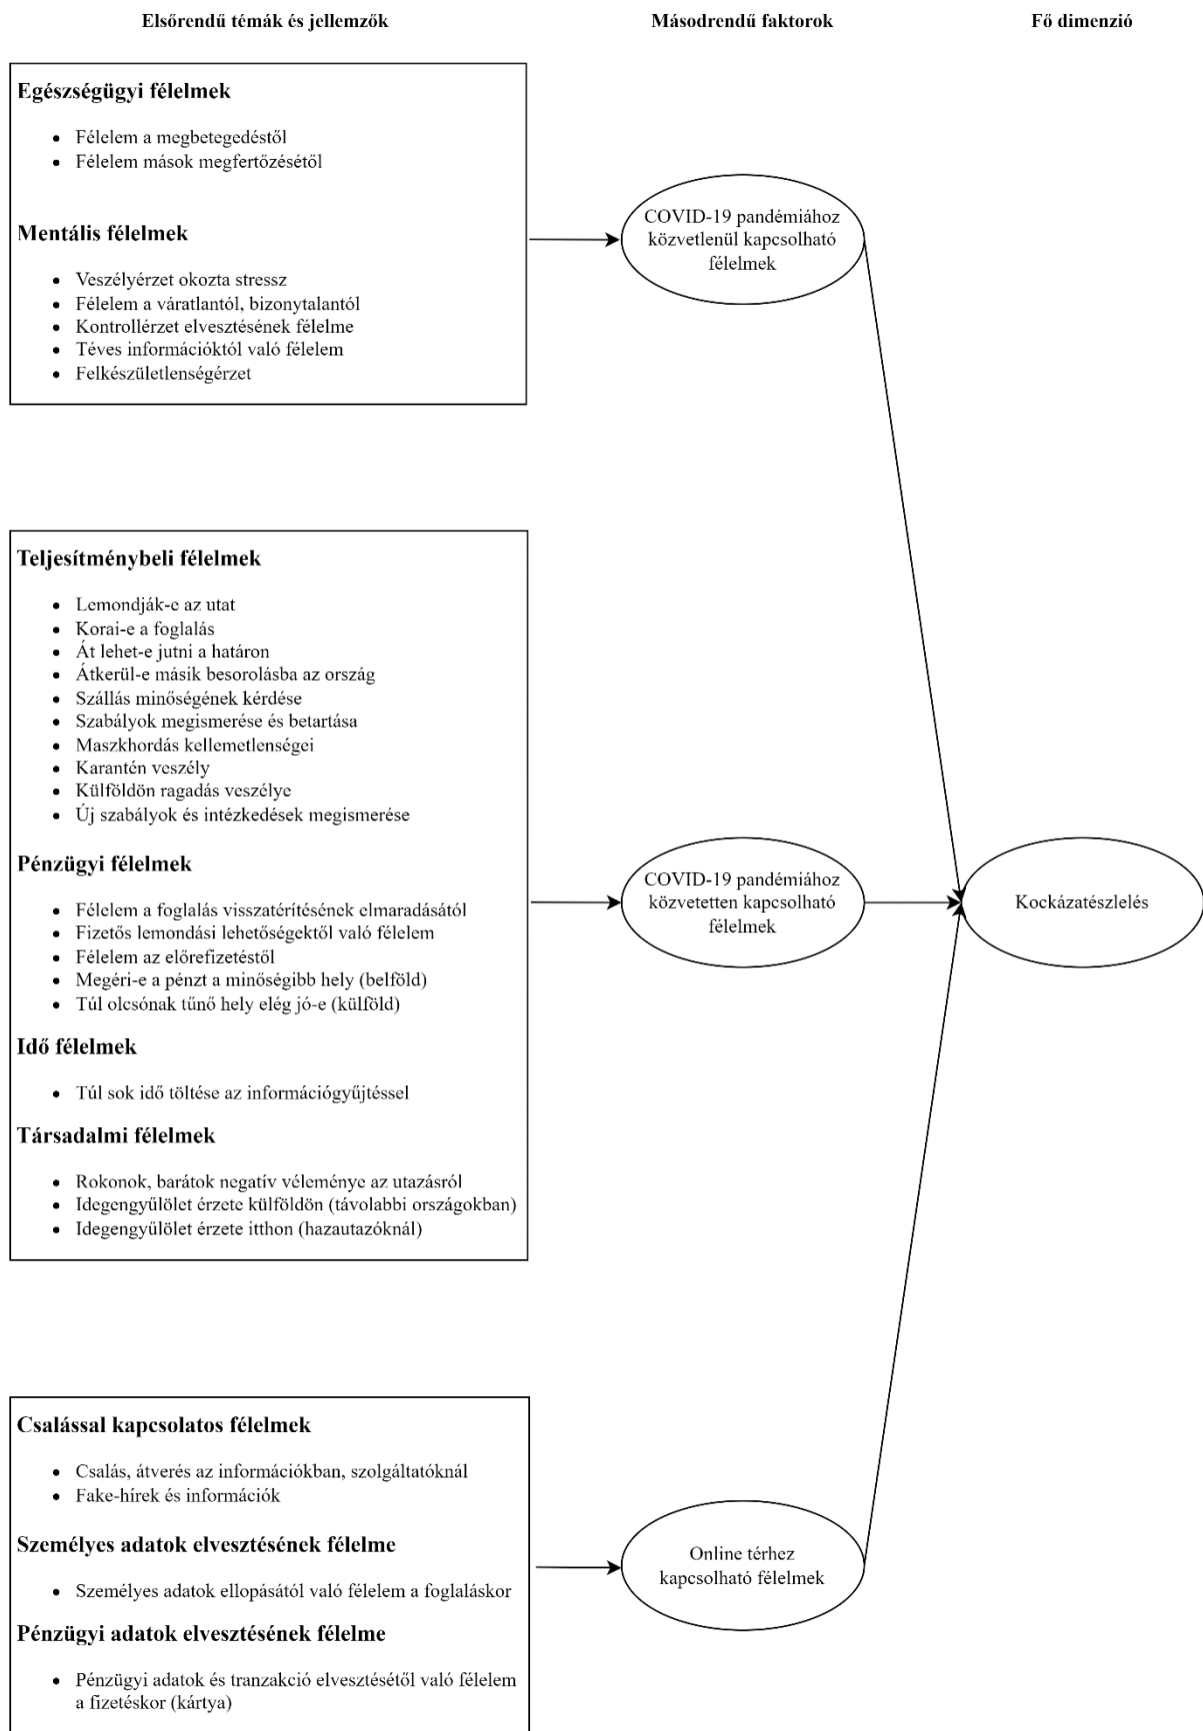 Elsőrendű témák és jellemzők
Másodrendű faktorok
Fő dimenzió
Egészségügyi félelmek
• Félelem a megbetegedéstől
• Félelem mások megfertőzésétől
Mentális félelmek
• Veszélyérzet okozta stressz
• Félelem a váratlantól, bizonytalantól
• Kontrollérzet elvesztésének félelme
• Téves információktól való félelem
• Felkészületlenségérzet
COVID-19 pandémiához
közvetlenül kapcsolható
félelmek
Teljesítménybeli félelmek
• Lemondják-e az utat
• Korai-e a foglalás
• Át lehet-e jutni a határon
• Átkerül-e másik besorolásba az ország
• Szállás minőségének kérdése
• Szabályok megismerése és betartása
• Maszkhordás kellemetlenségei
• Karantén veszély
• Külföldön ragadás veszélye
• Új szabályok és intézkedések megismerése
Pénzügyi félelmek
• Félelem a foglalás visszatérítésének elmaradásától
• Fizetős lemondási lehetőségektől való félelem
• Félelem az előrefizetéstől
• Megéri-e a pénzt a minőségibb hely (belföld)
• Túl olcsónak tűnő hely elég jó-e (külföld)
Idő félelmek
• Túl sok idő töltése az információgyűjtéssel
Társadalmi félelmek
• Rokonok, barátok negatív véleménye az utazásról
• Idegengyűlölet érzete külföldön (távolabbi országokban)
• Idegengyűlölet érzete itthon (hazautazóknál)
COVID-19 pandémiához
közvetetten kapcsolható
félelmek
Kockázatészlelés
Csalással kapcsolatos félelmek
• Csalás, átverés az információkban, szolgáltatóknál
• Fake-hírek és információk
Személyes adatok elvesztésének félelme
• Személyes adatok ellopásától való félelem a foglaláskor
Pénzügyi adatok elvesztésének félelme
• Pénzügyi adatok és tranzakció elvesztésétől való félelem
a fizetéskor (kártya)
Online térhez
kapcsolható félelmek